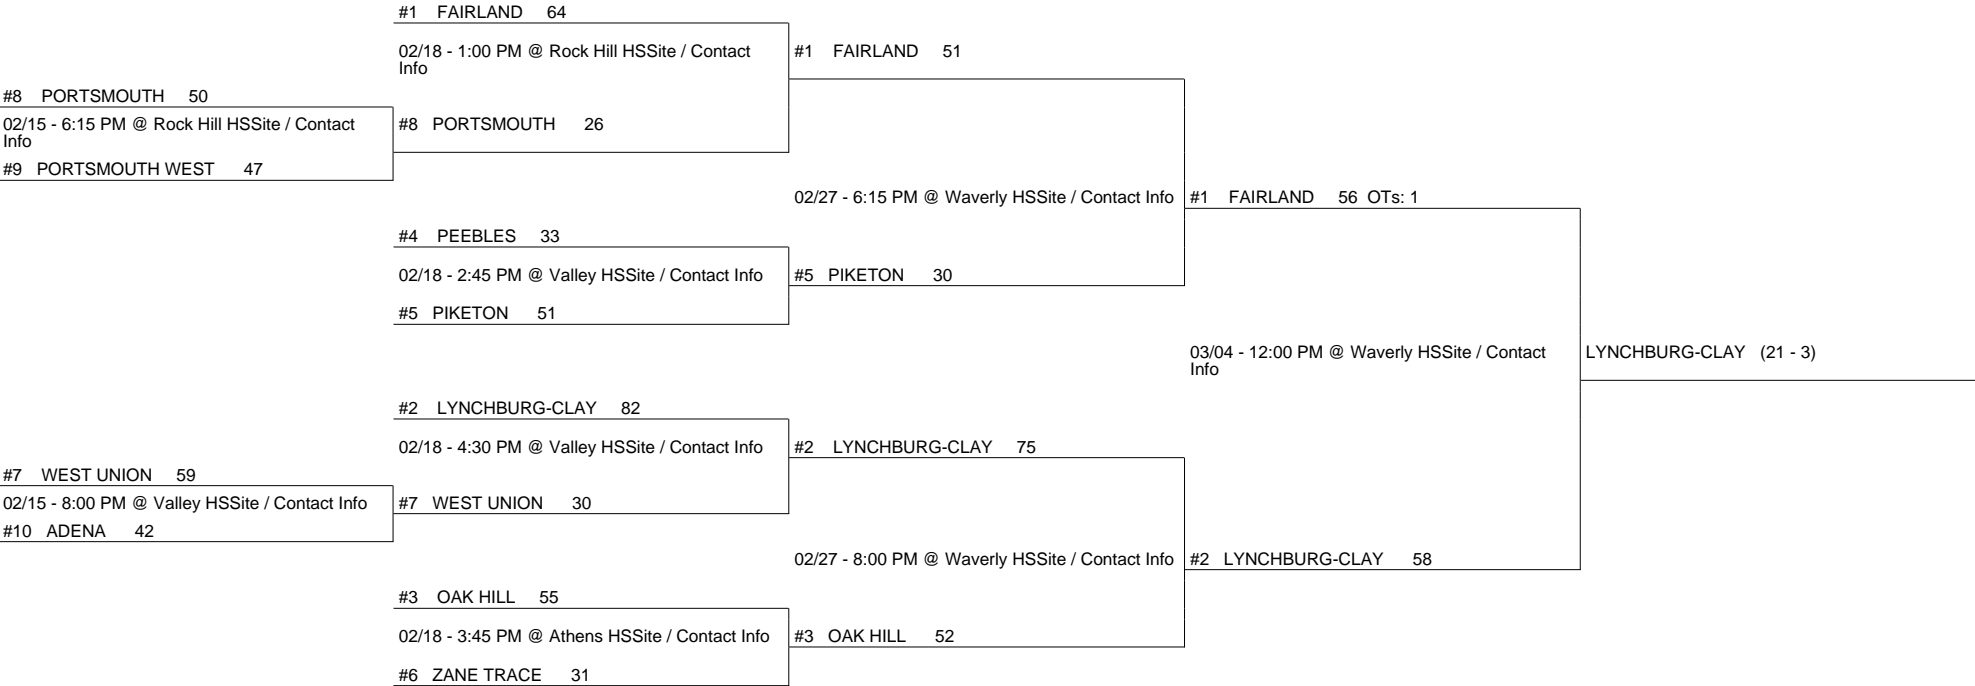 #1 FAIRLAND 64
02/18 - 1:00 PM @ Rock Hill HSSite / Contact
Info
#1 FAIRLAND 51
#8 PORTSMOUTH 50
02/15 - 6:15 PM @ Rock Hill HSSite / Contact
Info
#8 PORTSMOUTH 26
#9 PORTSMOUTH WEST 47
02/27 - 6:15 PM @ Waverly HSSite / Contact Info
#1 FAIRLAND 56 OTs: 1
#4 PEEBLES 33
02/18 - 2:45 PM @ Valley HSSite / Contact Info
#5 PIKETON 30
#5 PIKETON 51
03/04 - 12:00 PM @ Waverly HSSite / Contact
Info
LYNCHBURG-CLAY (21 - 3)
#2 LYNCHBURG-CLAY 82
02/18 - 4:30 PM @ Valley HSSite / Contact Info
#2 LYNCHBURG-CLAY 75
#7 WEST UNION 59
02/15 - 8:00 PM @ Valley HSSite / Contact Info
#7 WEST UNION 30
#10 ADENA 42
02/27 - 8:00 PM @ Waverly HSSite / Contact Info
#2 LYNCHBURG-CLAY 58
#3 OAK HILL 55
02/18 - 3:45 PM @ Athens HSSite / Contact Info
#3 OAK HILL 52
#6 ZANE TRACE 31